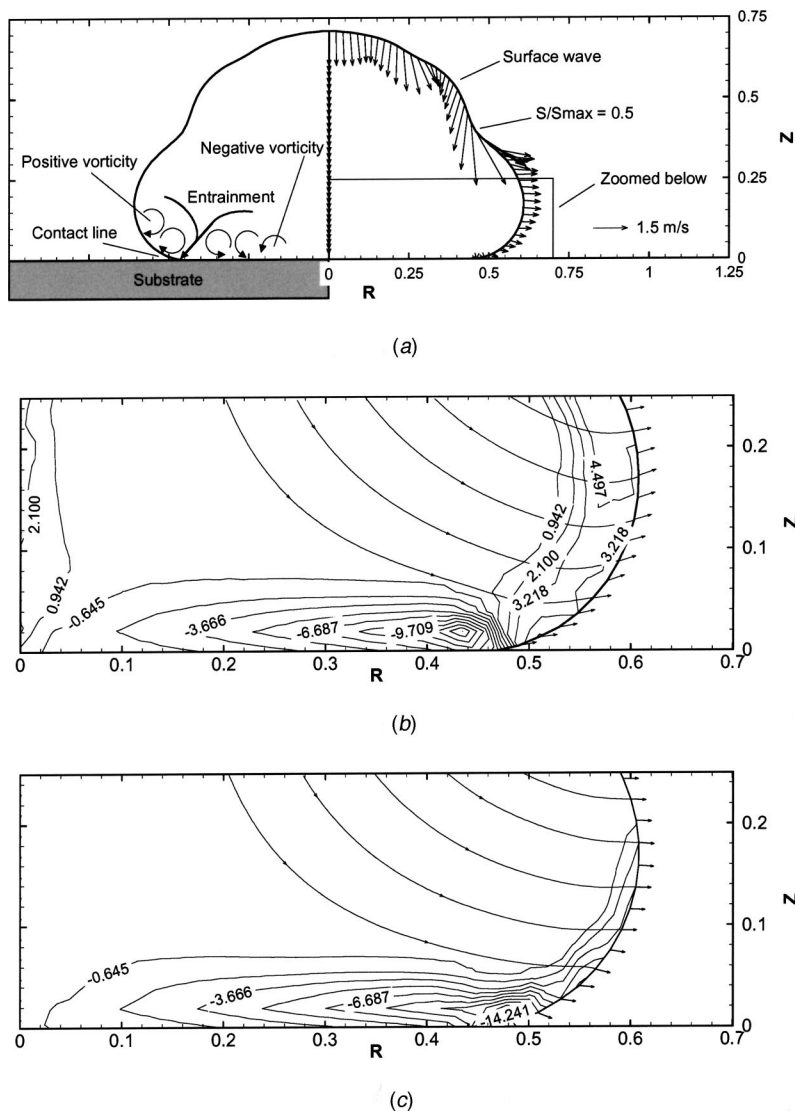 0.75
Surface wave
0.5
Z
S/Smax = 0.5
Positive vorticity
Negative vorticity
Entrainment
0.25
Zoomed below
Contact line
1.5 m/s
0
Substrate
0 0.25 0.5 0.75 1 1.25
R
(a)
2.100
0.942
-0.645
-3.666
-6.687
-9.709
0.942
2.100
3.218
4.497
3.218
0.2
Z
0.1
0
0 0.1 0.2 0.3 0.4 0.5 0.6 0.7
R
(b)
-0.645
-3.666
-6.687
-14.241
0.2
Z
0.1
0
0 0.1 0.2 0.3 0.4 0.5 0.6 0.7
R
(c)